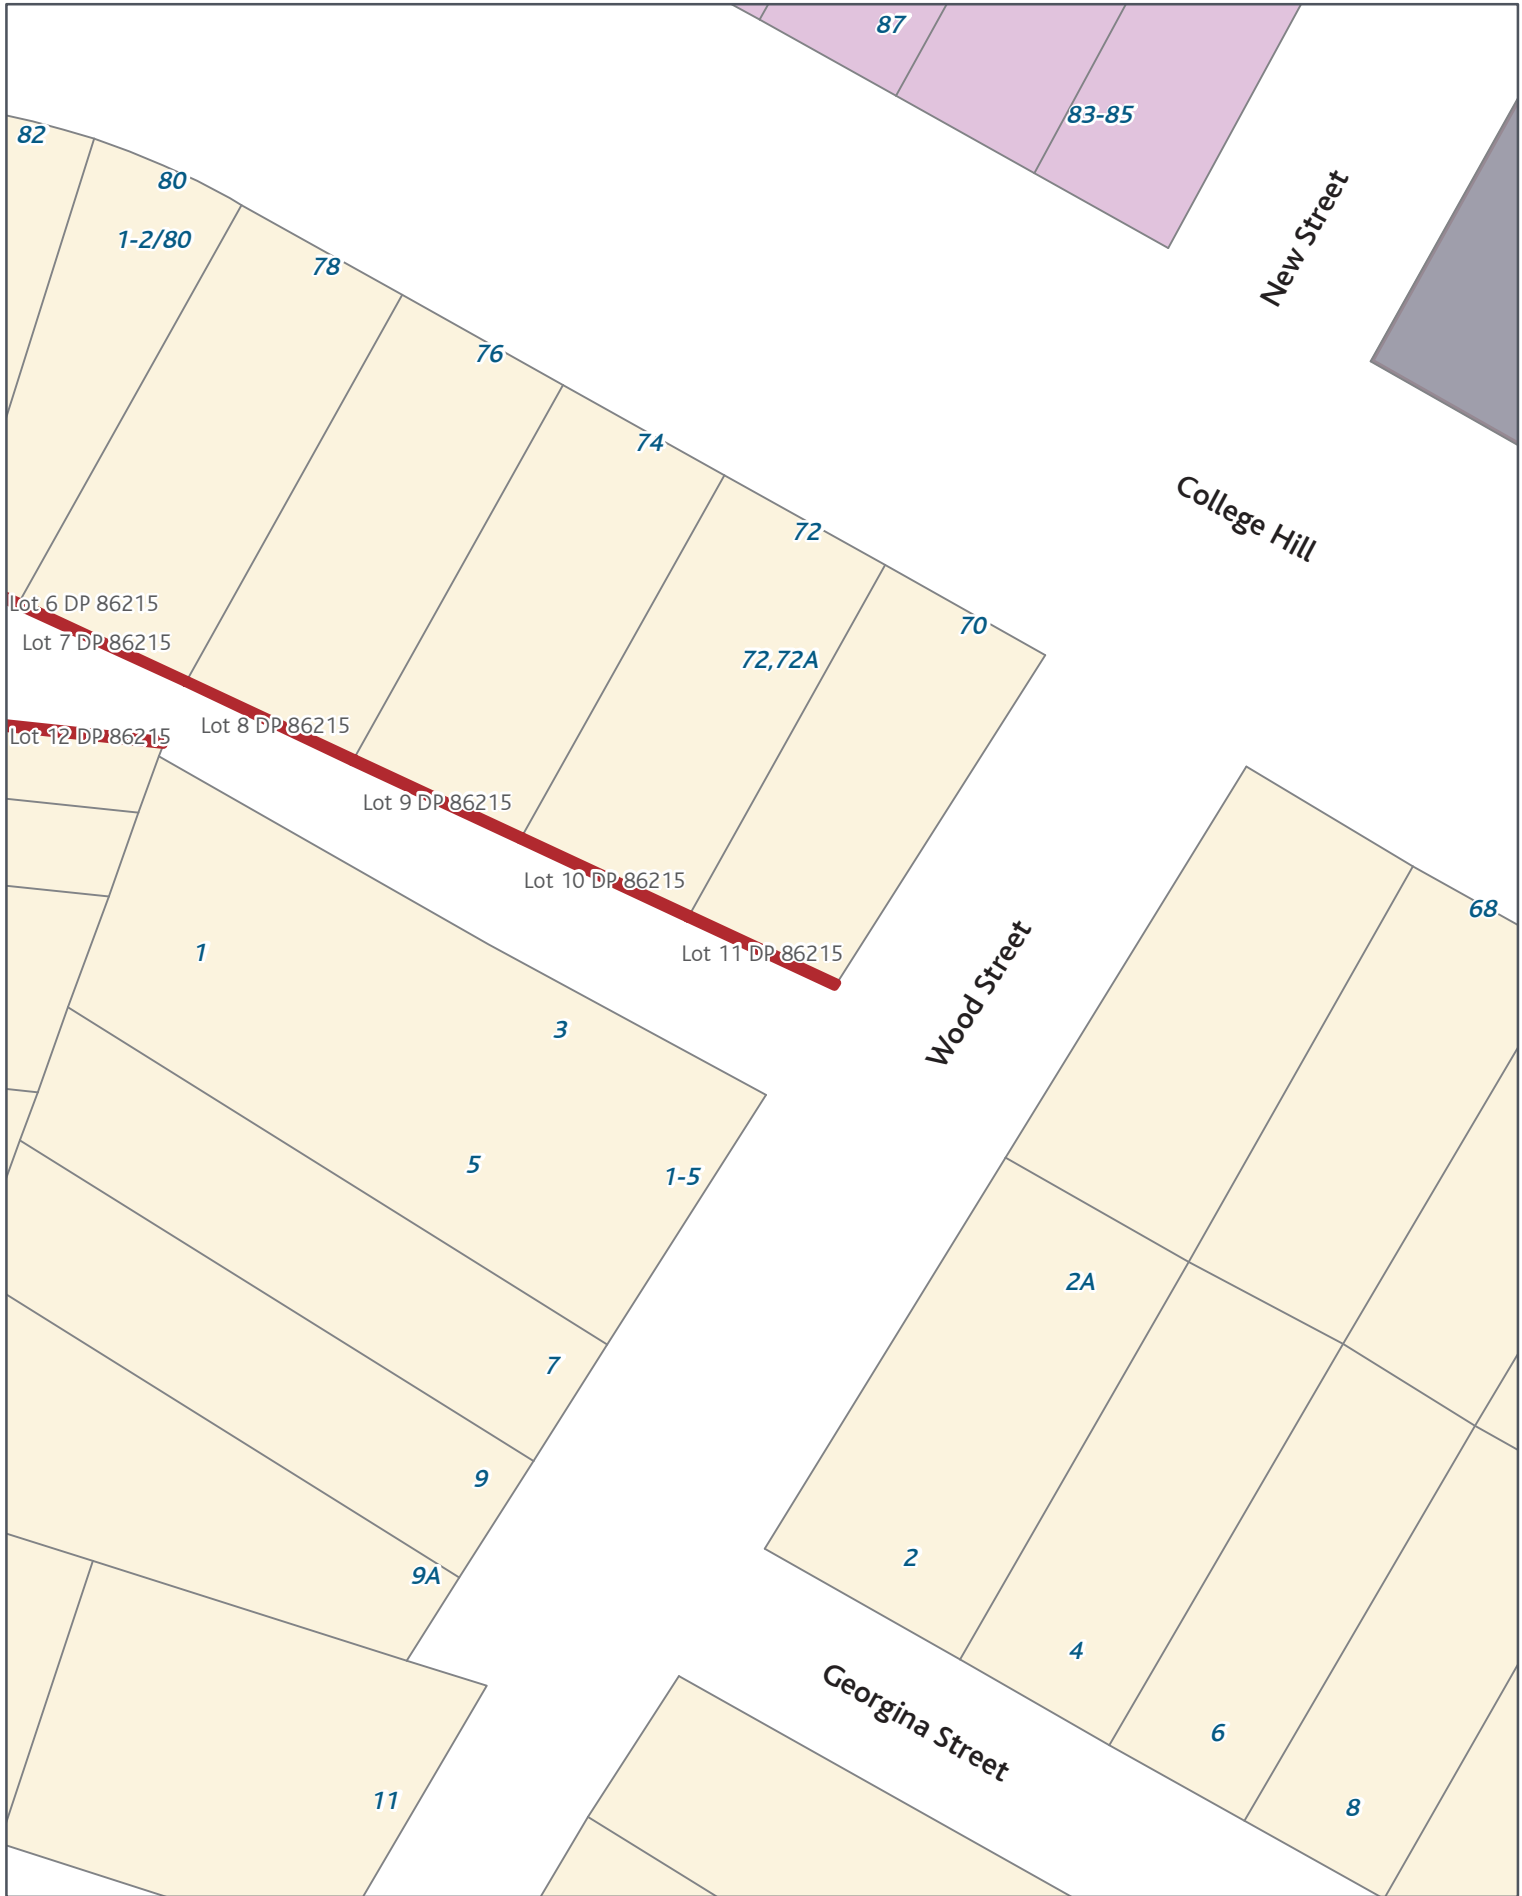 87
83-85
82
80
New Street
1-2/80
78
76
74
College Hill
72
Lot 6 DP 86215
70
Lot 7 DP 86215
72,72A
Lot 8 DP 86215
Lot 12 DP 86215
Lot 9 DP 86215
Lot 10 DP 86215
68
1
Lot 11 DP 86215
Wood Street
3
5
1-5
2A
7
9
2
9A
4
Georgina Street
6
11
8